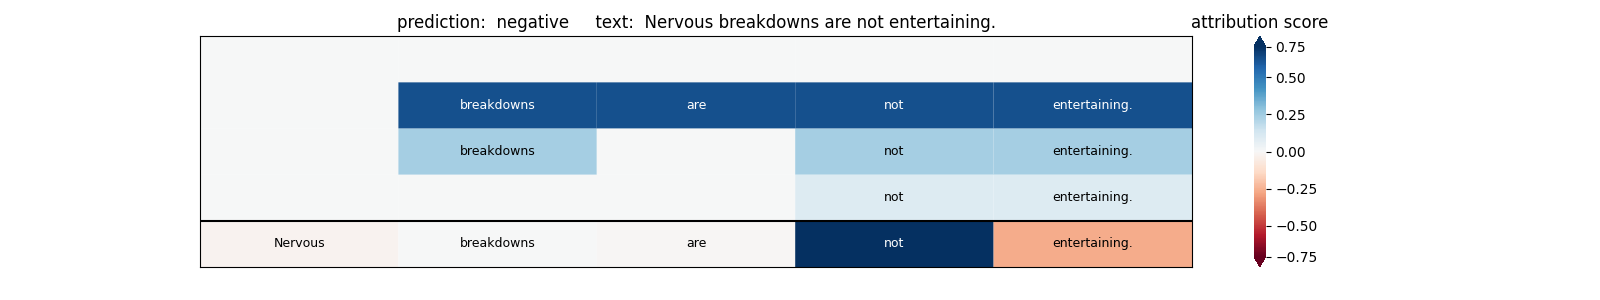 prediction:  negative     text:  Nervous breakdowns are not entertaining.
attribution score
breakdowns are not entertaining.
breakdowns not entertaining.
not entertaining.
Nervous breakdowns are not entertaining.
0.75
0.50
0.25
0.00
−0.25
−0.50
−0.75